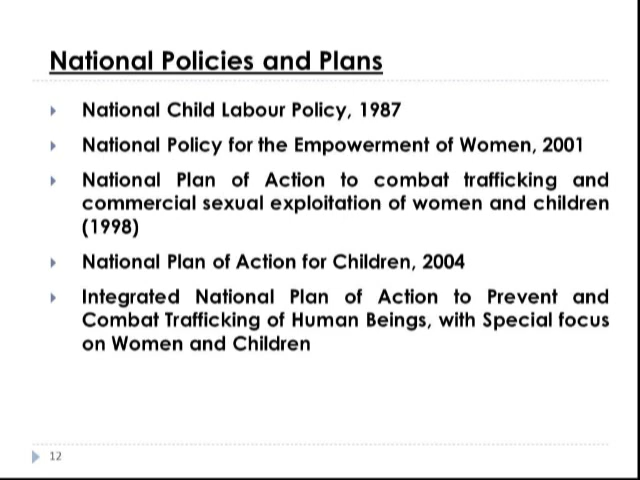 National Policies and Plans
National Child Labour Policy, 1987
National Policy for the Empowerment of Women, 2001
National Plan of Action to combat trafficking and
commercial sexual exploitation of women and children
(1998)
National Plan of Action for Children, 2004
Integrated National Plan of Action to Prevent and
Combat Trafficking of Human Beings, with Special focus
on Women and Children
12